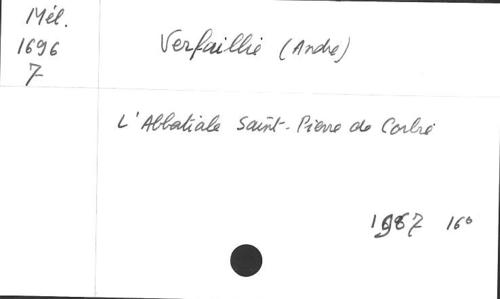 Mél.
1696
7
Verfaillie (André)
L'Abbatiale Saint-Pierre de Corbie
1987 16°